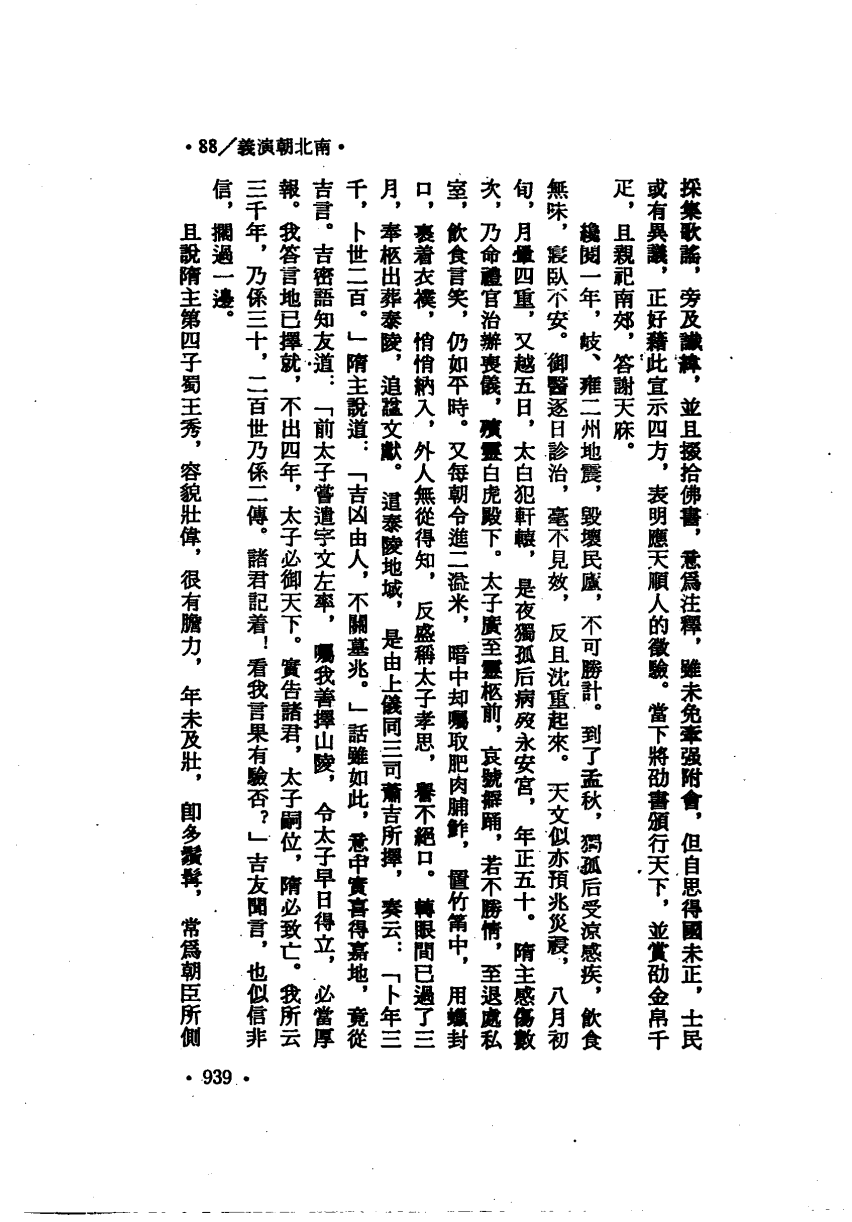 •88／義演朝北南•
採集歌謠，旁及讖緯，並且掇拾佛書，意爲注釋，雖未免牽强附會，但自思得國未正，士民
或有異議，正好藉此宣示四方，表明應天順人的徵驗。當下將劭書頒行天下，並賞劭金帛千
疋，且親祀南郊，答謝天庥。
纔閱一年，岐、雍二州地震，毀壞民廬，不可勝計。到了孟秋，獨孤后受涼感疾，飲食
無味，寢臥不安。御醫逐日診治，毫不見效，反且沈重起來。天文似亦預兆災祲，八月初
旬，月暈四重，又越五日，太白犯軒轅，是夜獨孤后病歿永安宮，年正五十。隋主感傷數
次，乃命禮官治辦喪儀，殯靈白虎殿下。太子廣至靈柩前，哀號擗踊，若不勝情，至退處私
室，飲食言笑，仍如平時。又每朝令進二溢米，暗中却囑取肥肉脯鮓，置竹筩中，用蠟封
口，裹着衣襆，悄悄納入，外人無從得知，反盛稱太子孝思，譽不絕口。轉眼間已過了三
月，奉柩出葬泰陵，追諡文獻。這泰陵地域，是由上儀同三司蕭吉所擇，奏云：「卜年三
千，卜世二百。」隋主說道：「吉凶由人，不關墓兆。」話雖如此，意中實喜得嘉地，竟從
吉言。吉密語知友道：「前太子嘗遣宇文左率，囑我善擇山陵，令太子早日得立，必當厚
報。我答言地已擇就，不出四年，太子必御天下。實告諸君，太子嗣位，隋必致亡。我所云
三千年，乃係三十，二百世乃係二傳。諸君記着！看我言果有驗否？」吉友聞言，也似信非
信，擱過一邊。
且說隋主第四子蜀王秀，容貌壯偉，很有膽力，年未及壯，卽多鬚髯，常爲朝臣所側
•939•